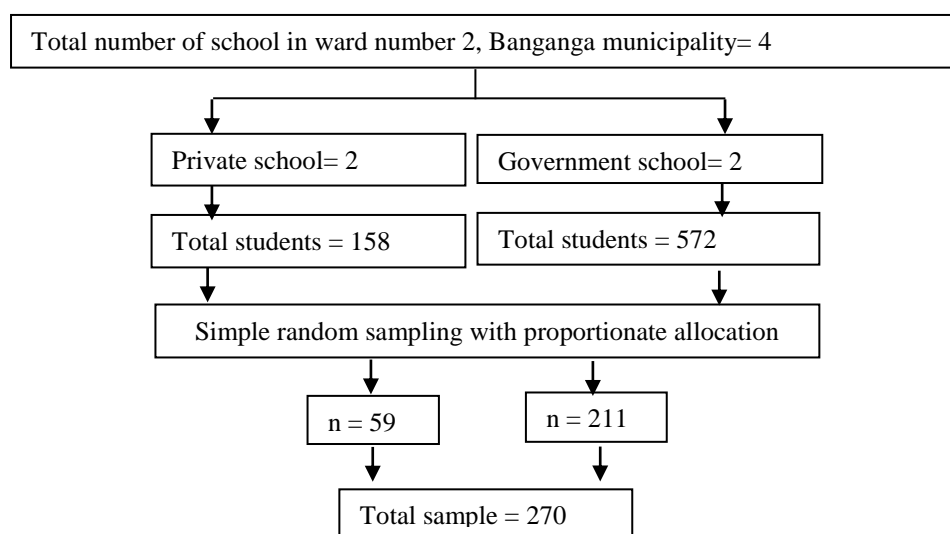 Total number of school in ward number 2, Banganga municipality= 4
Private school= 2
Government school= 2
Total students = 158
Total students = 572
Simple random sampling with proportionate allocation
n = 59
n = 211
Total sample = 270